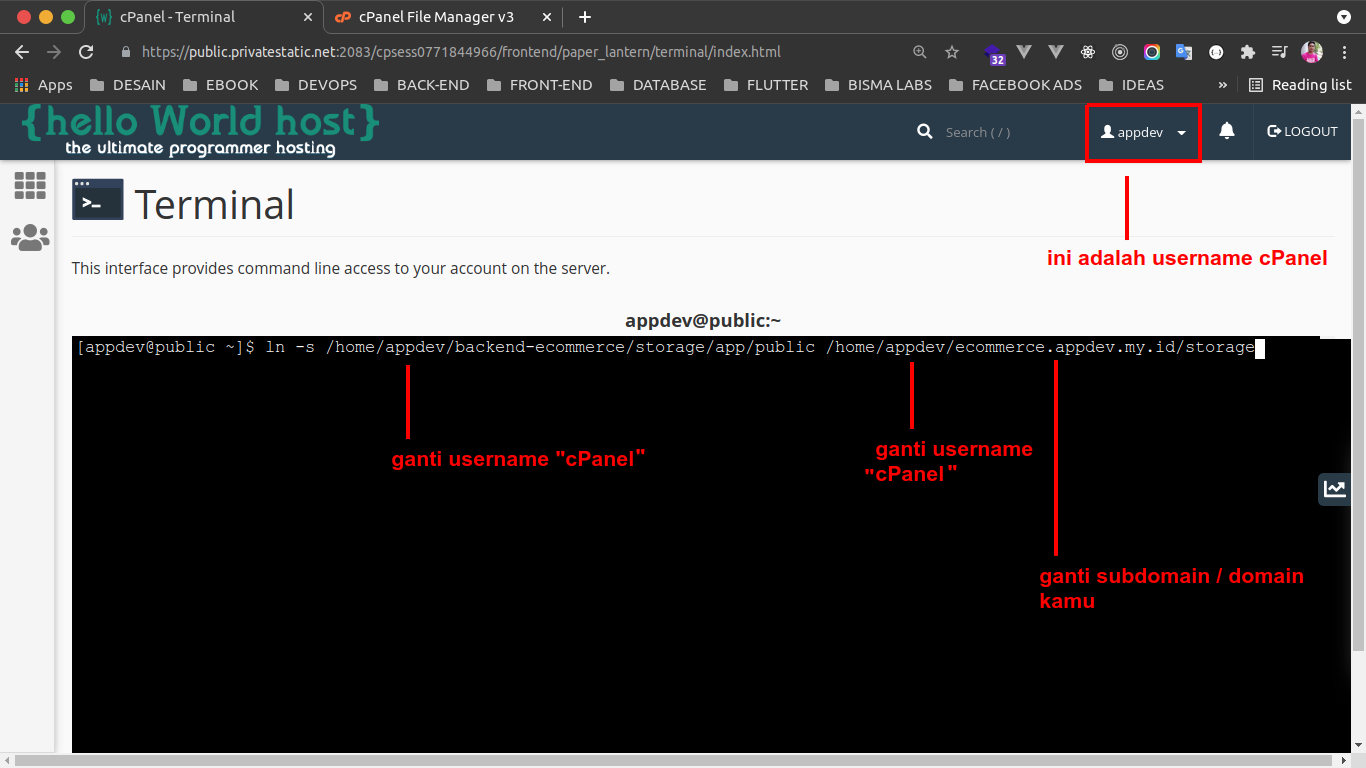 cPanel - Terminal
cPanel File Manager v3
https://public.privatestatic.net:2083/cpsess0771844966/frontend/paper_lantern/terminal/index.html
32
Apps DESAIN EBOOK DEVOPS BACK-END FRONT-END DATABASE FLUTTER BISMA LABS FACEBOOK ADS IDEAS » Reading list
{hello World host}
the ultimate programmer hosting
Search ( / ) appdev LOGOUT
Terminal
ini adalah username cPanel
This interface provides command line access to your account on the server.
appdev@public:~
[appdev@public ~]$ ln -s /home/appdev/backend-ecommerce/storage/app/public /home/appdev/ecommerce.appdev.my.id/storage
ganti username "cPanel"
ganti username
"cPanel"
ganti subdomain / domain
kamu